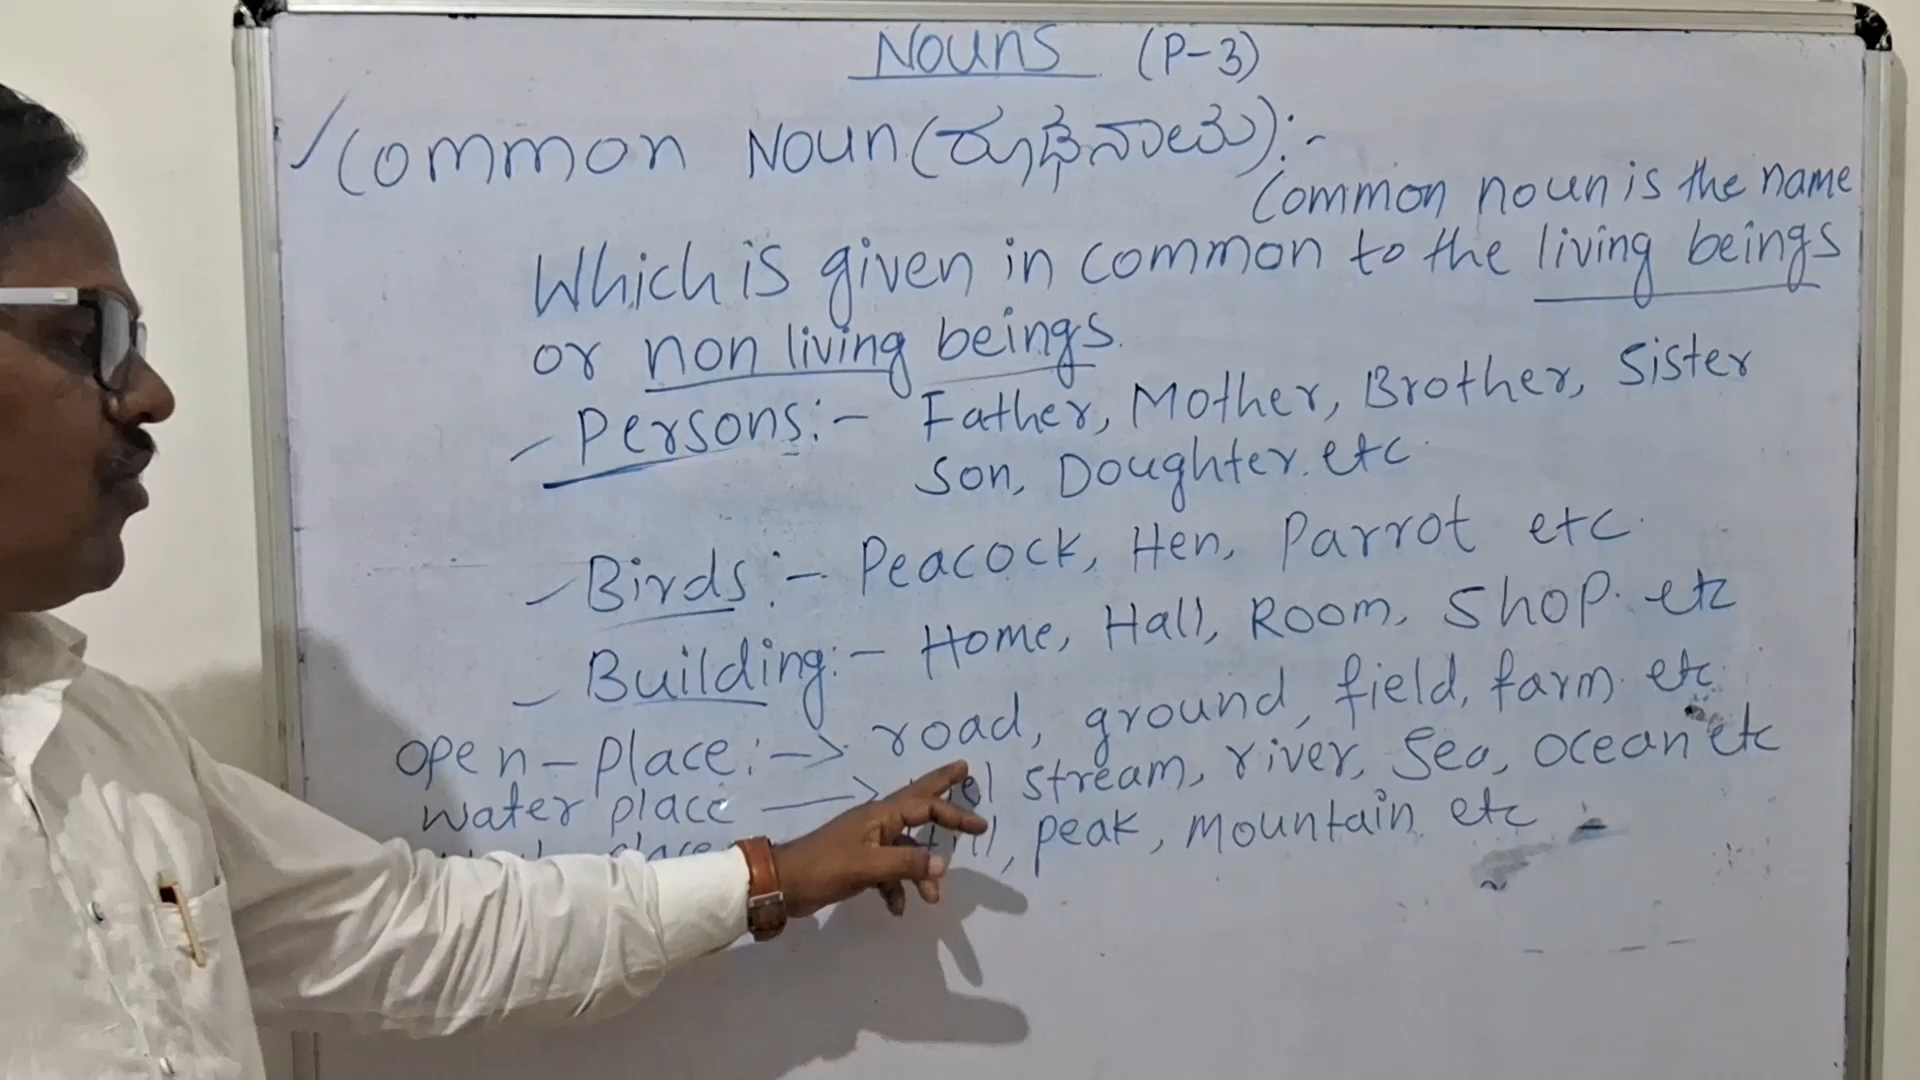 Nouns (P-3)
Common Noun (ರೂಢನಾಮ):-
Common noun is the name
Which is given in common to the living beings
or non living beings.
Persons:- Father, Mother, Brother, Sister
Son, Doughter. etc
Birds:- Peacock, Hen, Parrot etc.
Building:- Home, Hall, Room, Shop. etc
Open-Place:-> road, ground, field, farm etc
Water place -> stream, river, Sea, Ocean etc
place peak, Mountain etc